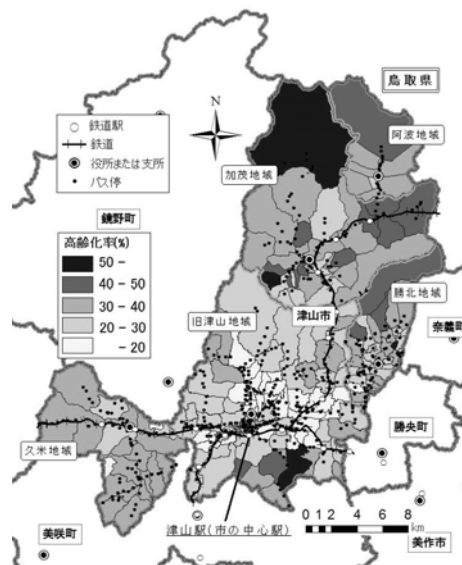 鳥取県
N
鉄道駅
鉄道
役所または支所
バス停
阿波地域
加茂地域
鏡野町
高齢化率(%)
50 -
40 - 50
30 - 40
20 - 30
- 20
勝北地域
旧津山地域
津山市
奈義町
勝央町
久米地域
津山駅(市の中心駅)
0 1 2 4 6 8
km
美咲町
美作市